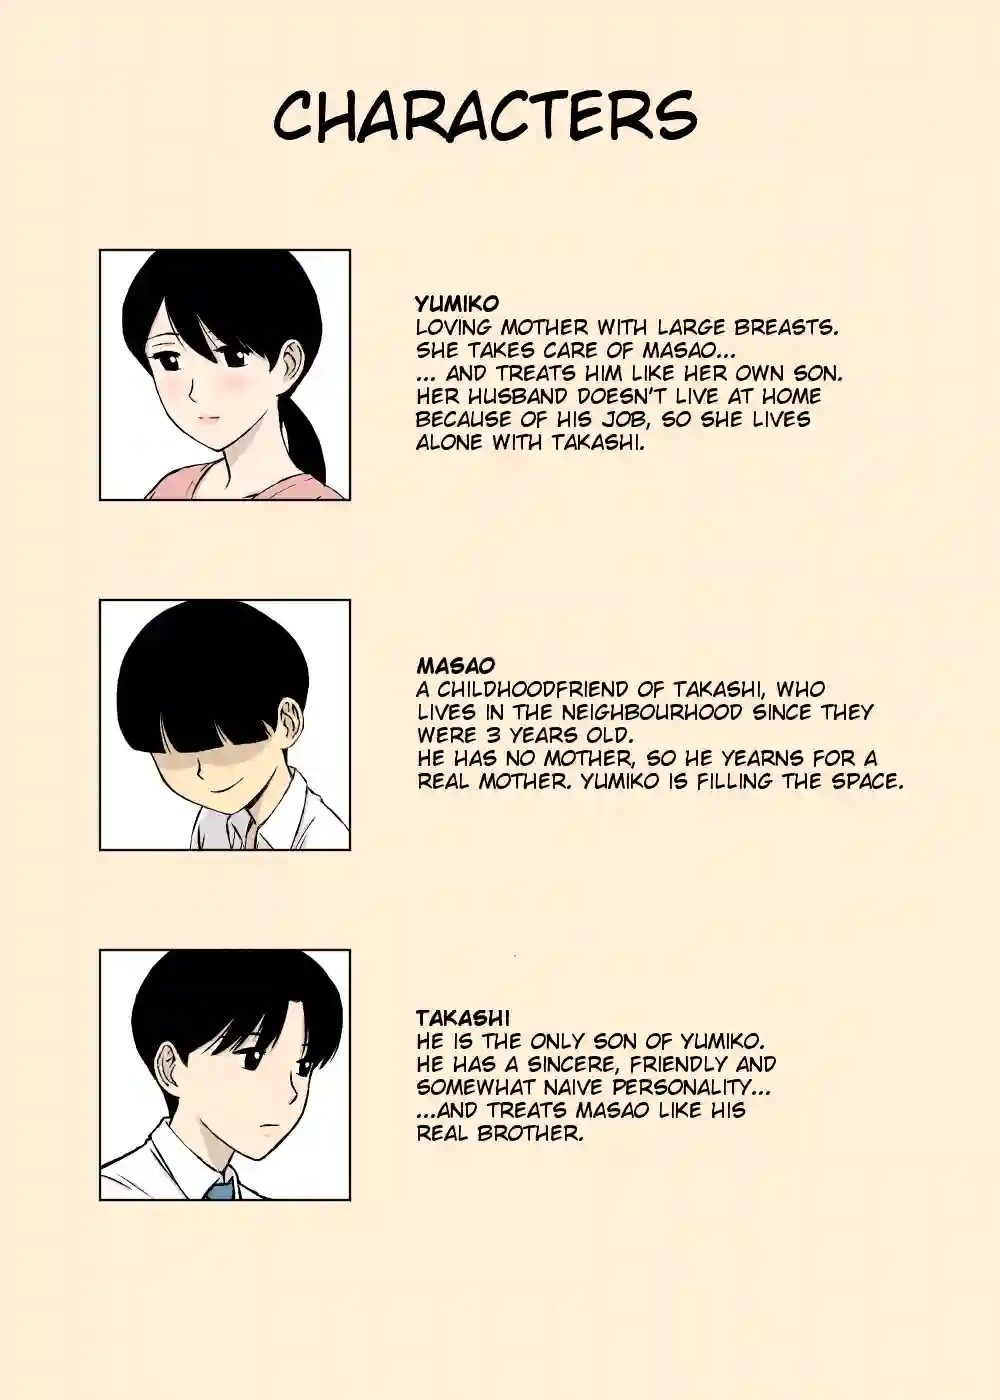 CHARACTERS
YUMIKO
LOVING MOTHER WITH LARGE BREASTS.
SHE TAKES CARE OF MASAO...
... AND TREATS HIM LIKE HER OWN SON.
HER HUSBAND DOESN'T LIVE AT HOME
BECAUSE OF HIS JOB, SO SHE LIVES
ALONE WITH TAKASHI.
MASAO
A CHILDHOODFRIEND OF TAKASHI, WHO
LIVES IN THE NEIGHBOURHOOD SINCE THEY
WERE 3 YEARS OLD.
HE HAS NO MOTHER, SO HE YEARNS FOR A
REAL MOTHER. YUMIKO IS FILLING THE SPACE.
TAKASHI
HE IS THE ONLY SON OF YUMIKO.
HE HAS A SINCERE, FRIENDLY AND
SOMEWHAT NAIVE PERSONALITY...
...AND TREATS MASAO LIKE HIS
REAL BROTHER.